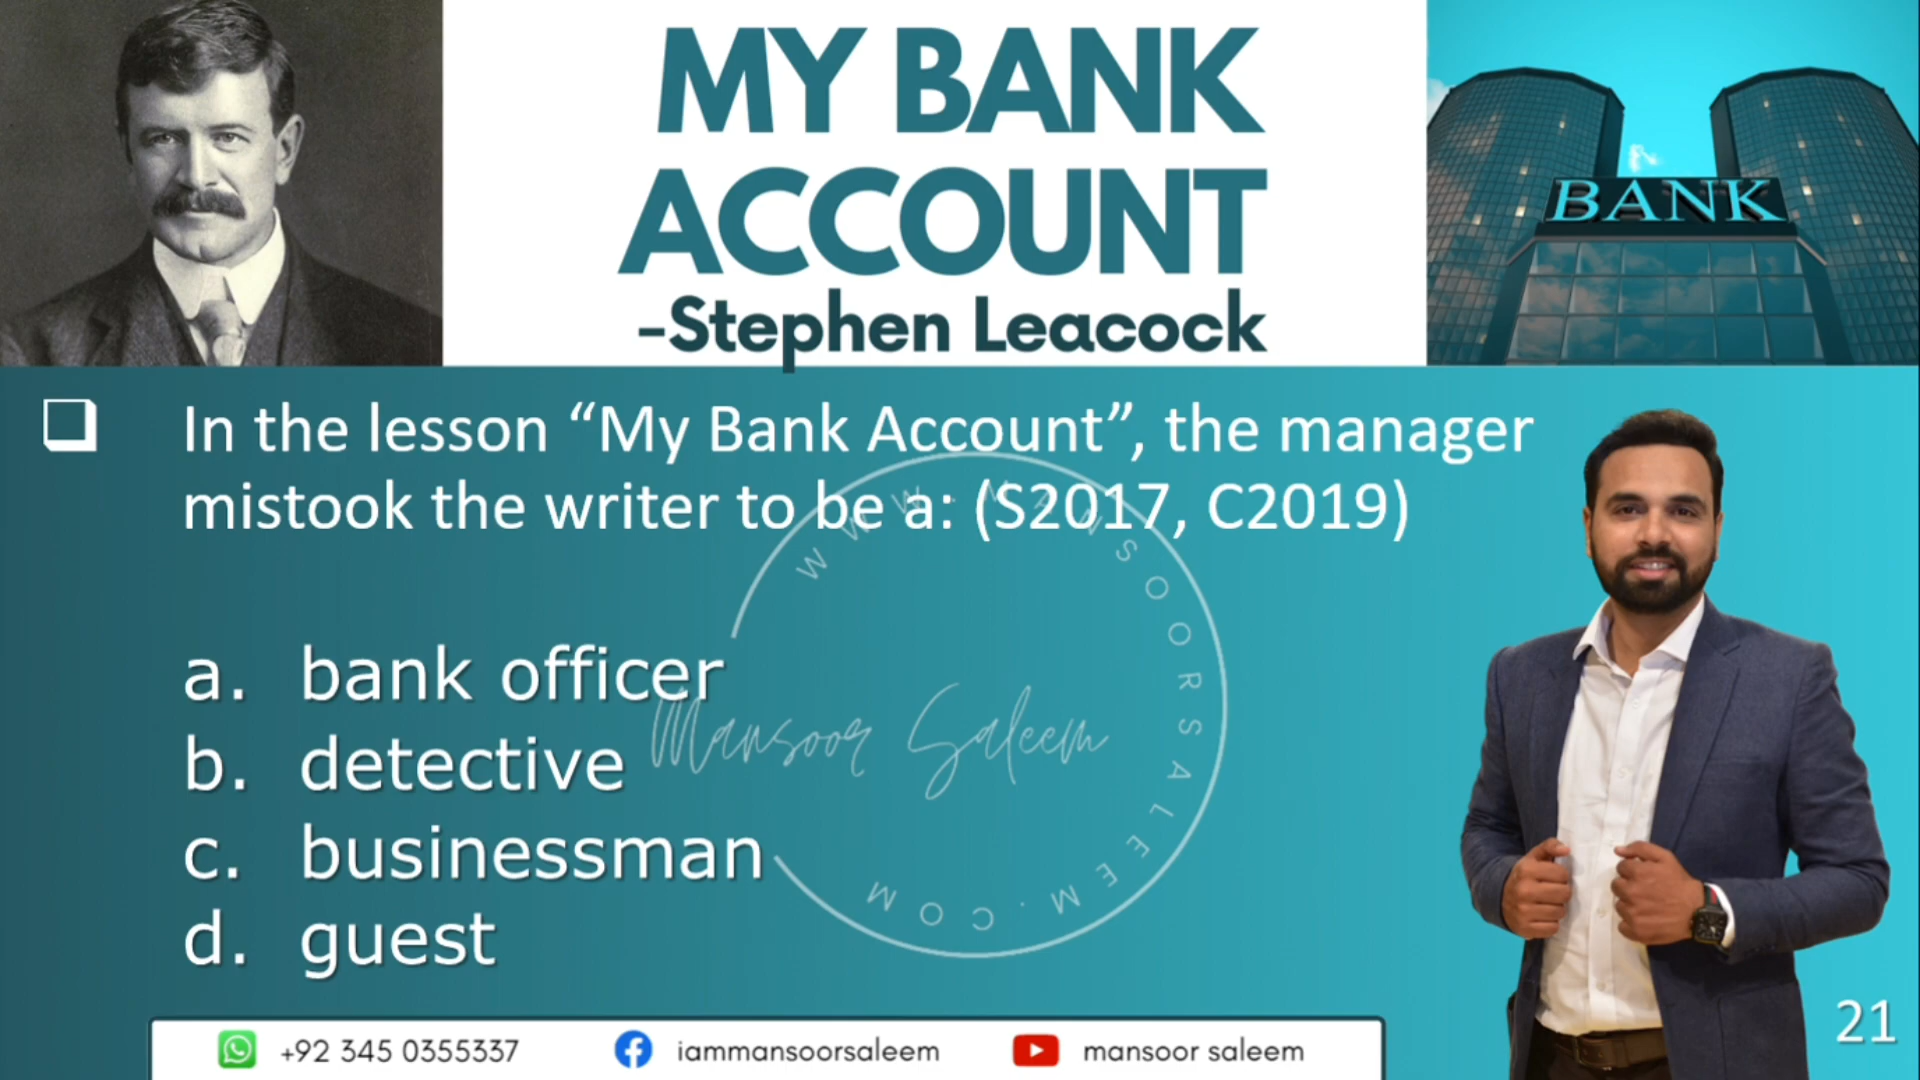 MY BANK
ACCOUNT
-Stephen Leacock
BANK
In the lesson “My Bank Account”, the manager
mistook the writer to be a: (S2017, C2019)
a. bank officer
b. detective
c. businessman
d. guest
WWW.MANSOORSALEEM.COM
Mansoor Saleem
+92 345 0355337
iammansoorsaleem
mansoor saleem
21